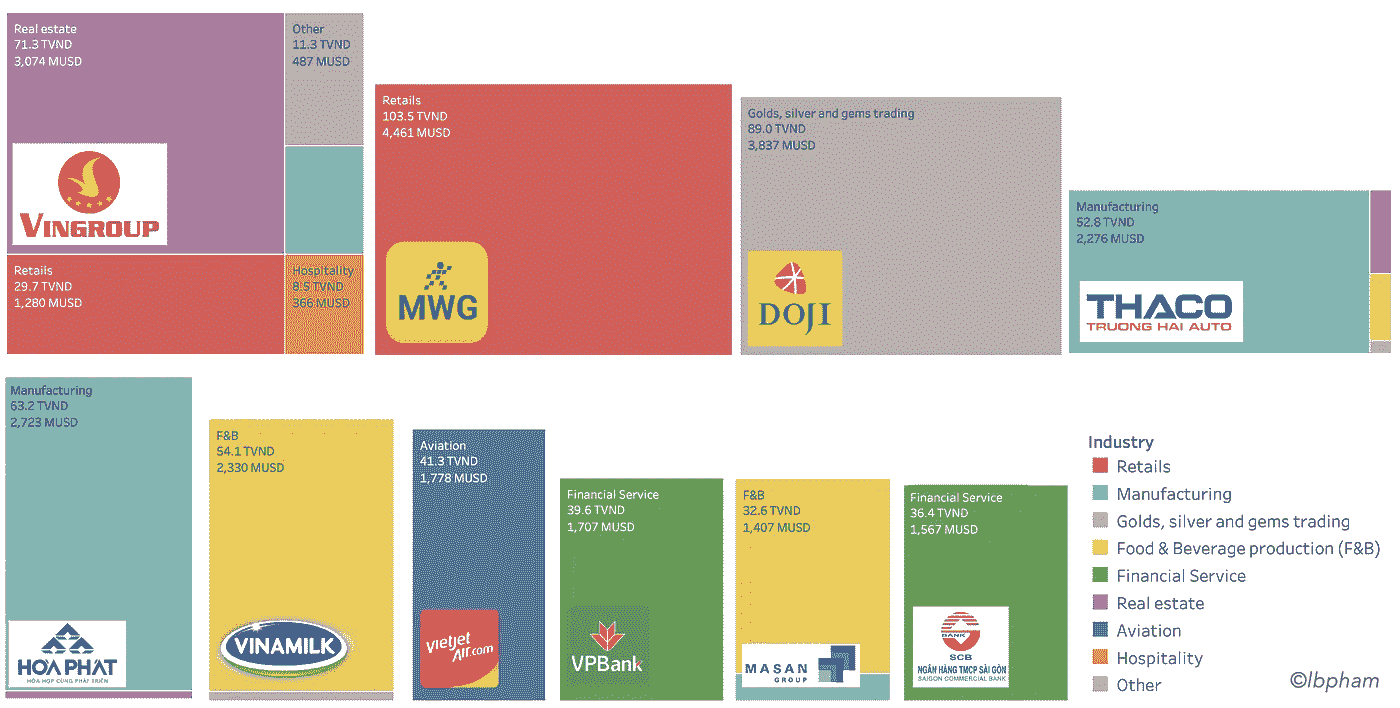 Real estate
71.3 TVND
3,074 MUSD
Other
11.3 TVND
487 MUSD
VINGROUP
Retails
29.7 TVND
1,280 MUSD
Hospitality
8.5 TVND
366 MUSD
Retails
103.5 TVND
4,461 MUSD
MWG
Golds, silver and gems trading
89.0 TVND
3,837 MUSD
DOJI
Manufacturing
52.8 TVND
2,276 MUSD
THACO
TRUONG HAI AUTO
Manufacturing
63.2 TVND
2,723 MUSD
HOA PHAT
HÒA HỢP CÙNG PHÁT TRIỂN
F&B
54.1 TVND
2,330 MUSD
VINAMILK
Aviation
41.3 TVND
1,778 MUSD
vietjet
Air.com
Financial Service
39.6 TVND
1,707 MUSD
VPBank
F&B
32.6 TVND
1,407 MUSD
MASAN
GROUP
Financial Service
36.4 TVND
1,567 MUSD
BANK
SCB
NGÂN HÀNG TMCP SÀI GÒN
SAIGON COMMERCIAL BANK
Industry
Retails
Manufacturing
Golds, silver and gems trading
Food & Beverage production (F&B)
Financial Service
Real estate
Aviation
Hospitality
Other
©lbpham